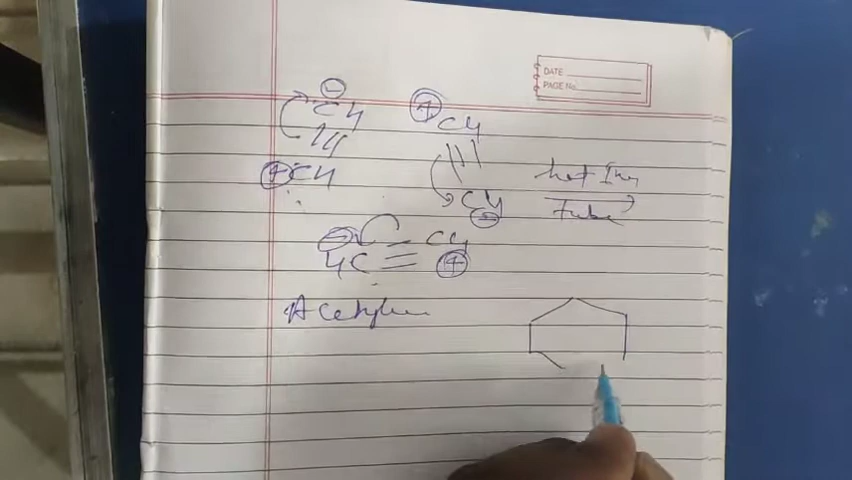 DATE
PAGE No.
⊖
CH ⊕ CH
|||  |||
⊕ CH CH ⊖
hot Iron
Tube
⊖ CH
HC ≡ ⊕
Acetylene